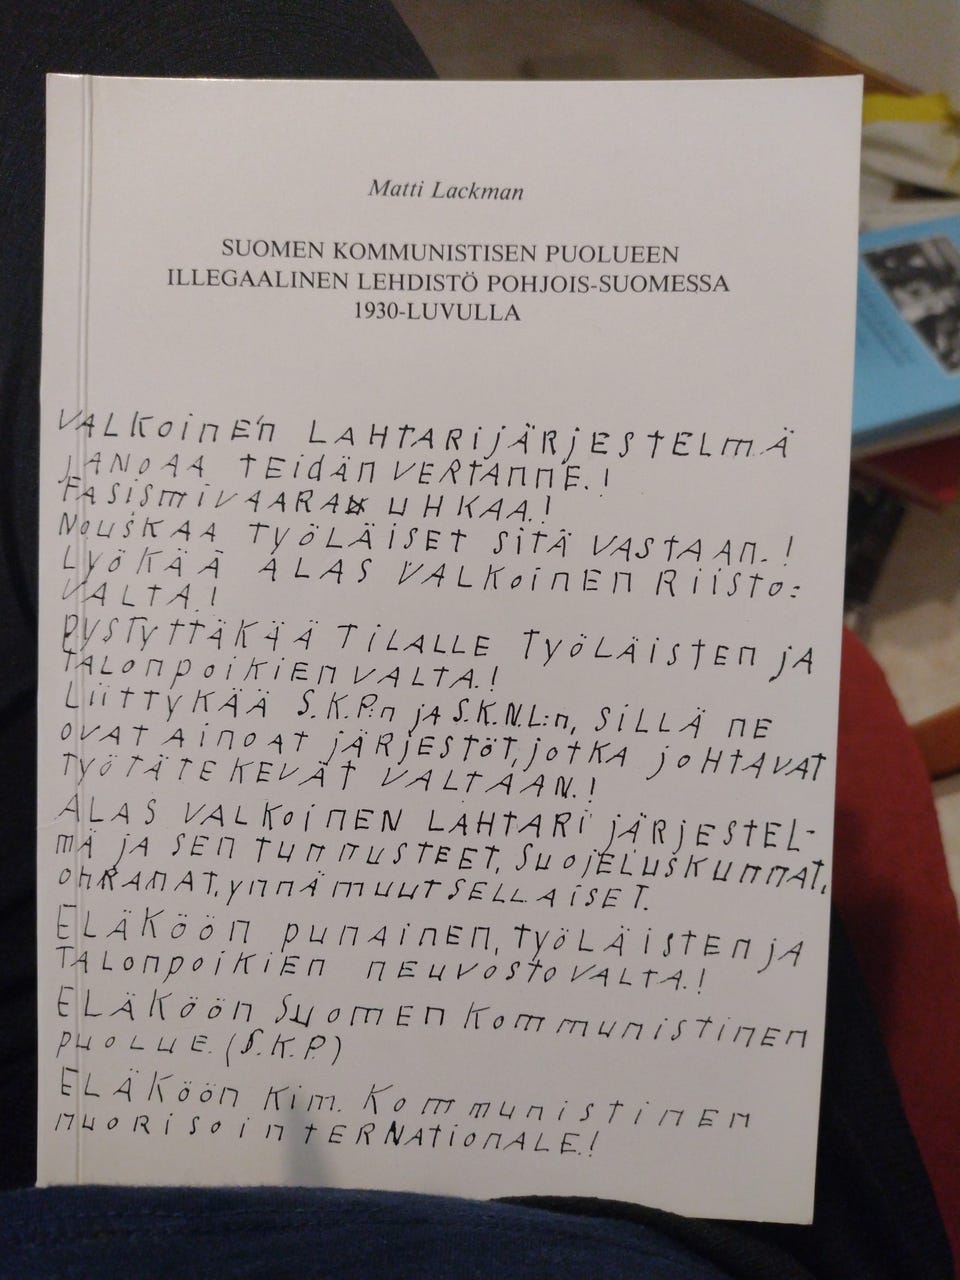 Matti Lackman
SUOMEN KOMMUNISTISEN PUOLUEEN
ILLEGAALINEN LEHDISTÖ POHJOIS-SUOMESSA
1930-LUVULLA
VALKOINEN LAHTARIJÄRJESTELMÄ
JANOAA TEIDÄN VERTANNE.!
FASISMIVAARA UHKAA.!
NOUSKAA TYÖLÄISET SITÄ VASTAAN.!
LYÖKÄÄ ALAS VALKOINEN RIISTO:
VALTA.!
PYSTYTTÄKÄÄ TILALLE TYÖLÄISTEN JA
TALONPOIKIEN VALTA.!
LIITTYKÄÄ S.K.P:n JA S.K.N.L:n, SILLÄ NE
OVAT AINOAT JÄRJESTÖT, JOTKA JOHTAVAT
TYÖTÄTEKEVÄT VALTAAN.!
ALAS VALKOINEN LAHTARI JÄRJESTEL-
MÄ JA SEN TUNNUSTEET, SUOJELUSKUNNAT,
OHRANAT, YNNÄ MUUT SELLAISET.
ELÄKÖÖN PUNAINEN, TYÖLÄISTEN JA
TALONPOIKIEN NEUVOSTOVALTA.!
ELÄKÖÖN SUOMEN KOMMUNISTINEN
PUOLUE. (S.K.P.)
ELÄKÖÖN KIM. KOMMUNISTINEN
NUORISOINTERNATIONALE.!